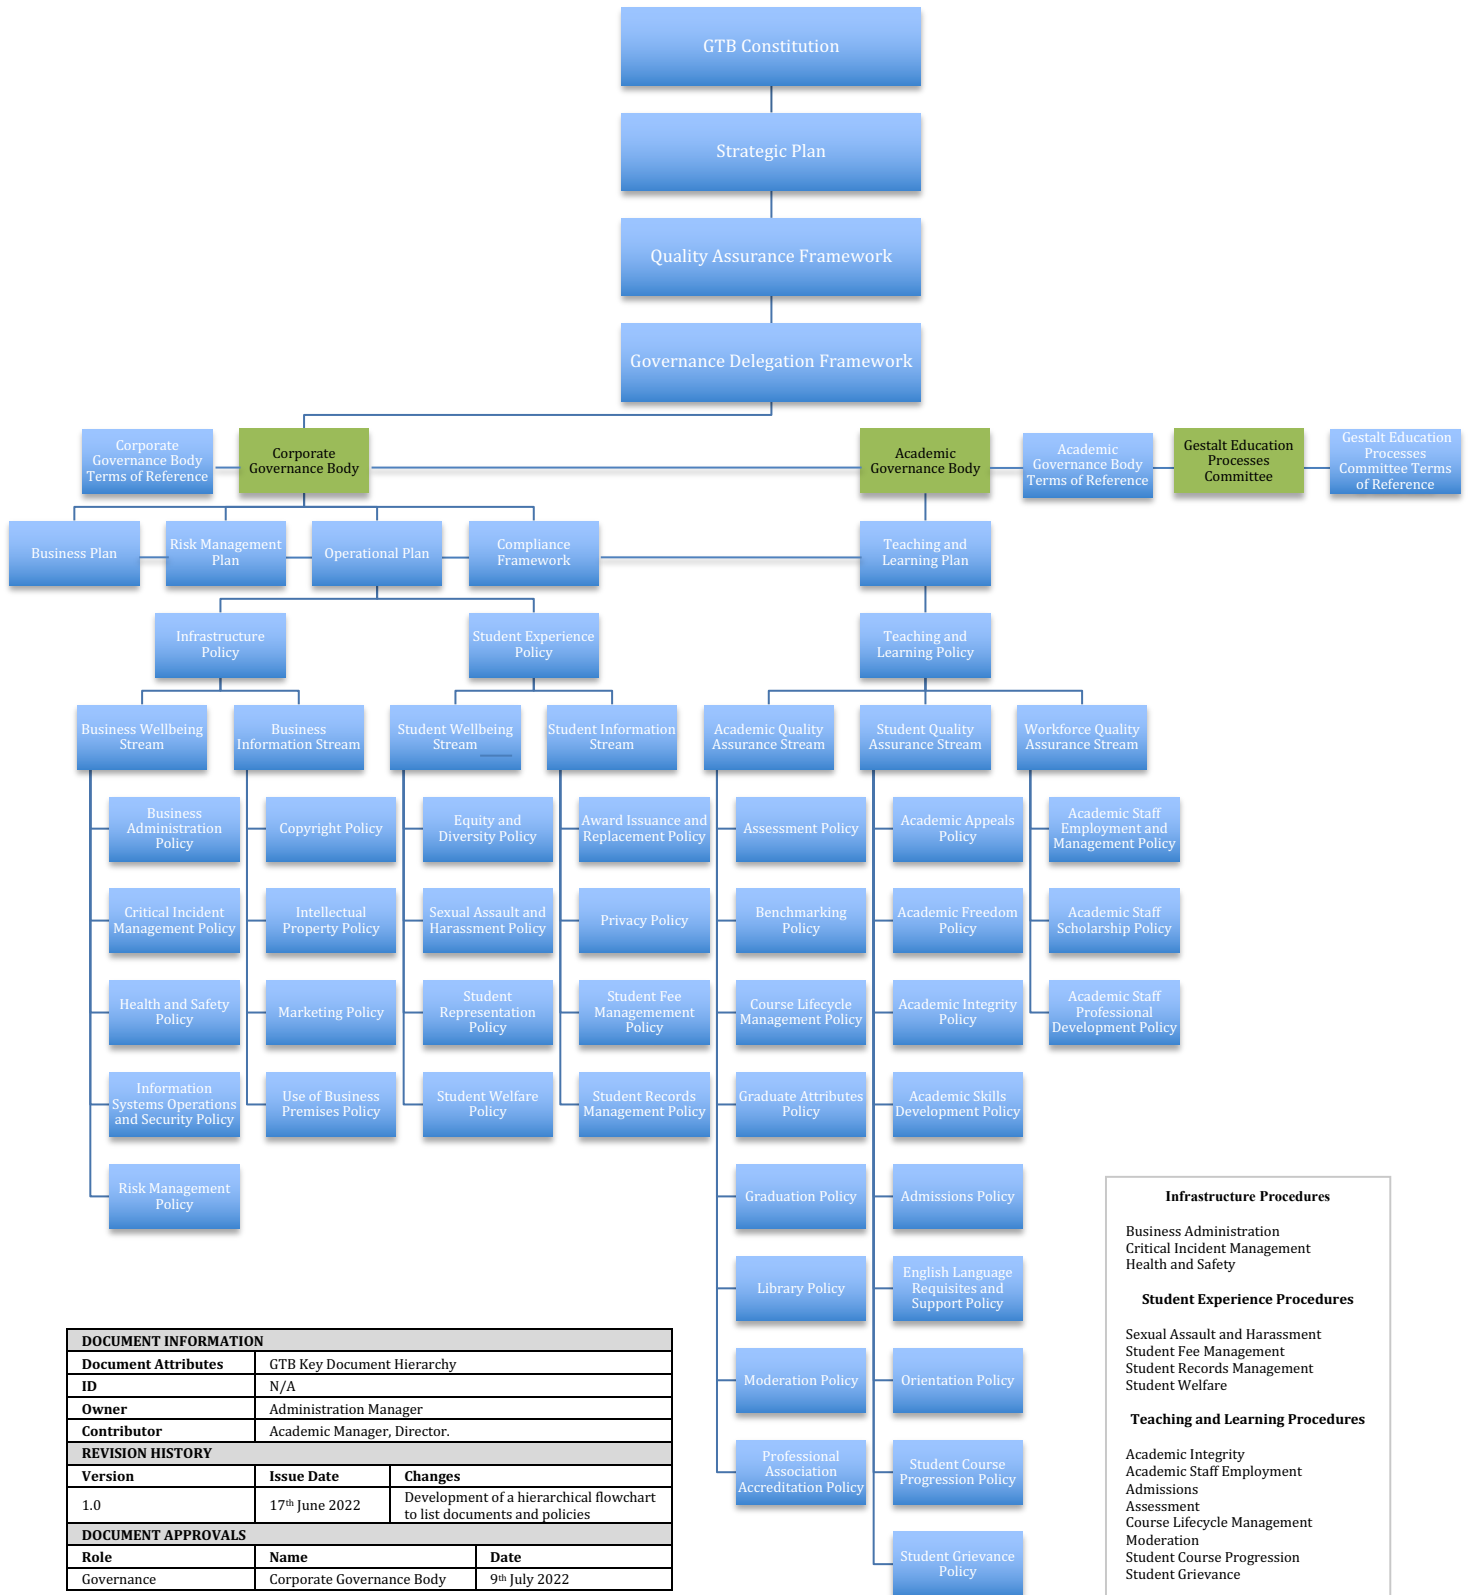 GTB Constitution
Strategic Plan
Quality Assurance Framework
Governance Delegation Framework
Corporate
Governance Body
Terms of Reference
Corporate
Governance Body
Academic
Governance Body
Academic
Governance Body
Terms of Reference
Gestalt Education
Processes
Committee
Gestalt Education
Processes
Committee Terms
of Reference
Business Plan
Risk Management
Plan
Operational Plan
Compliance
Framework
Teaching and
Learning Plan
Infrastructure
Policy
Student Experience
Policy
Teaching and
Learning Policy
Business Wellbeing
Stream
Business
Information Stream
Student Wellbeing
Stream
Student Information
Stream
Academic Quality
Assurance Stream
Student Quality
Assurance Stream
Workforce Quality
Assurance Stream
Business
Administration
Policy
Critical Incident
Management Policy
Health and Safety
Policy
Information
Systems Operations
and Security Policy
Risk Management
Policy
Copyright Policy
Intellectual
Property Policy
Marketing Policy
Use of Business
Premises Policy
Equity and
Diversity Policy
Sexual Assault and
Harassment Policy
Student
Representation
Policy
Student Welfare
Policy
Award Issuance and
Replacement Policy
Privacy Policy
Student Fee
Managemement
Policy
Student Records
Management Policy
Assessment Policy
Benchmarking
Policy
Course Lifecycle
Management Policy
Graduate Attributes
Policy
Graduation Policy
Library Policy
Moderation Policy
Professional
Association
Accreditation Policy
Academic Appeals
Policy
Academic Freedom
Policy
Academic Integrity
Policy
Academic Skills
Development Policy
Admissions Policy
English Language
Requisites and
Support Policy
Orientation Policy
Student Course
Progression Policy
Student Grievance
Policy
Academic Staff
Employment and
Management Policy
Academic Staff
Scholarship Policy
Academic Staff
Professional
Development Policy
Infrastructure Procedures
Business Administration
Critical Incident Management
Health and Safety
Student Experience Procedures
Sexual Assault and Harassment
Student Fee Management
Student Records Management
Student Welfare
Teaching and Learning Procedures
Academic Integrity
Academic Staff Employment
Admissions
Assessment
Course Lifecycle Management
Moderation
Student Course Progression
Student Grievance
DOCUMENT INFORMATION
Document Attributes GTB Key Document Hierarchy
ID N/A
Owner Administration Manager
Contributor Academic Manager, Director.
REVISION HISTORY
Version Issue Date Changes
1.0 17th June 2022 Development of a hierarchical flowchart
to list documents and policies
DOCUMENT APPROVALS
Role Name Date
Governance Corporate Governance Body 9th July 2022